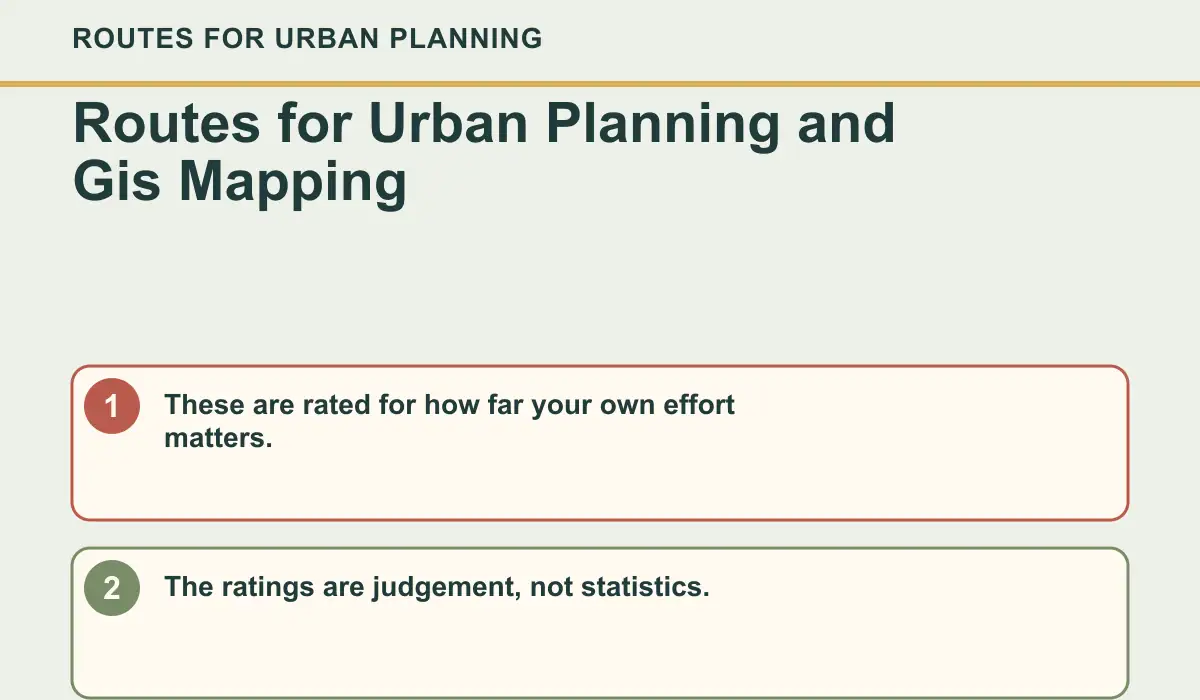 ROUTES FOR URBAN PLANNING
Routes for Urban Planning and
Gis Mapping
1
These are rated for how far your own effort
matters.
2
The ratings are judgement, not statistics.